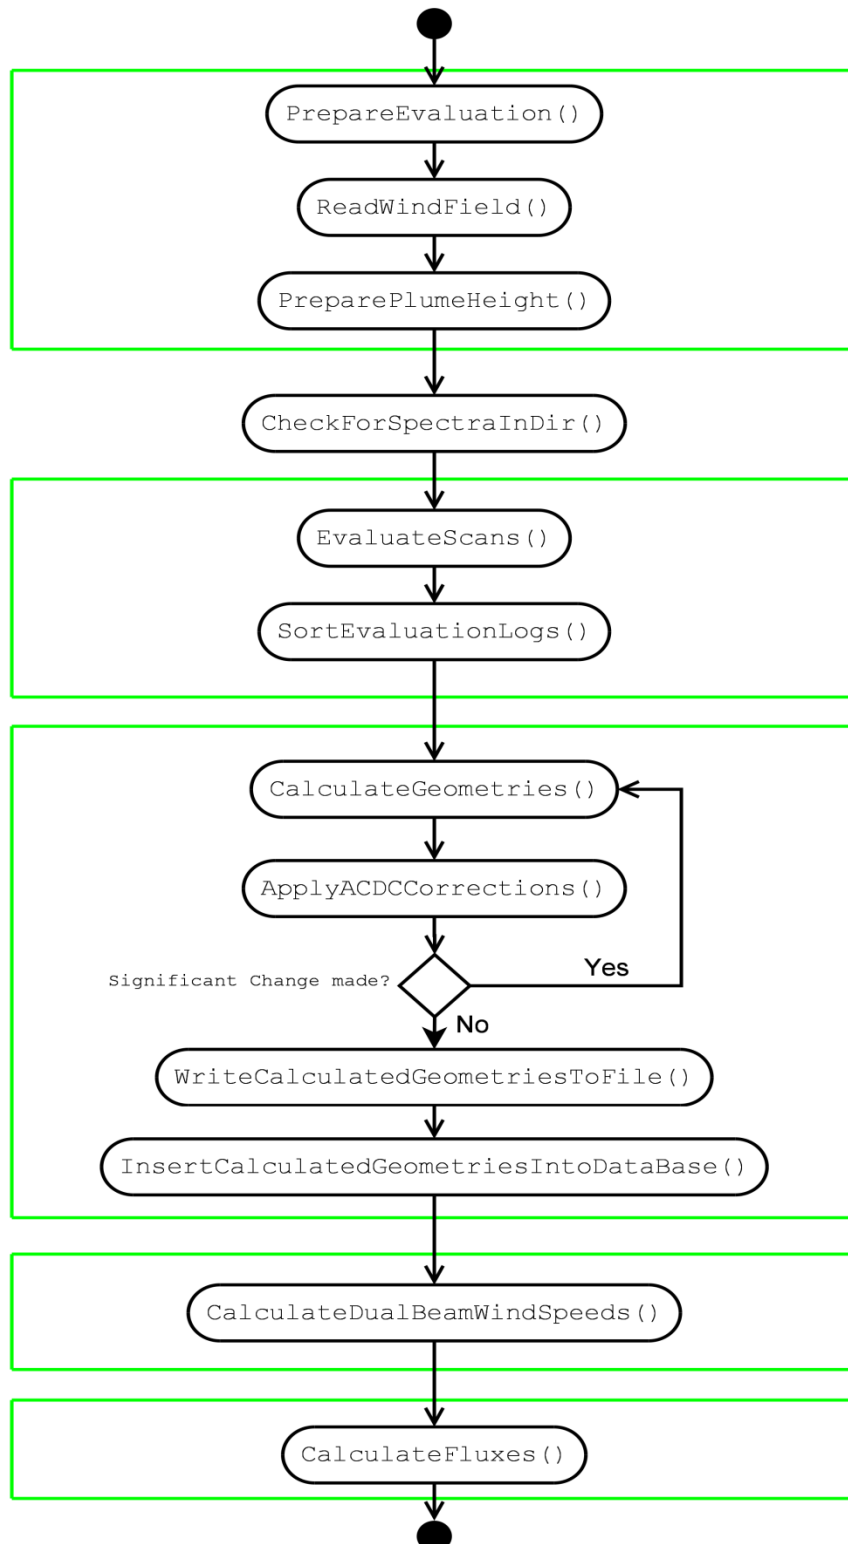 PrepareEvaluation()
ReadWindField()
PreparePlumeHeight()
CheckForSpectraInDir()
EvaluateScans()
SortEvaluationLogs()
CalculateGeometries()
ApplyACDCCorrections()
Significant Change made?
Yes
No
WriteCalculatedGeometriesToFile()
InsertCalculatedGeometriesIntoDataBase()
CalculateDualBeamWindSpeeds()
CalculateFluxes()